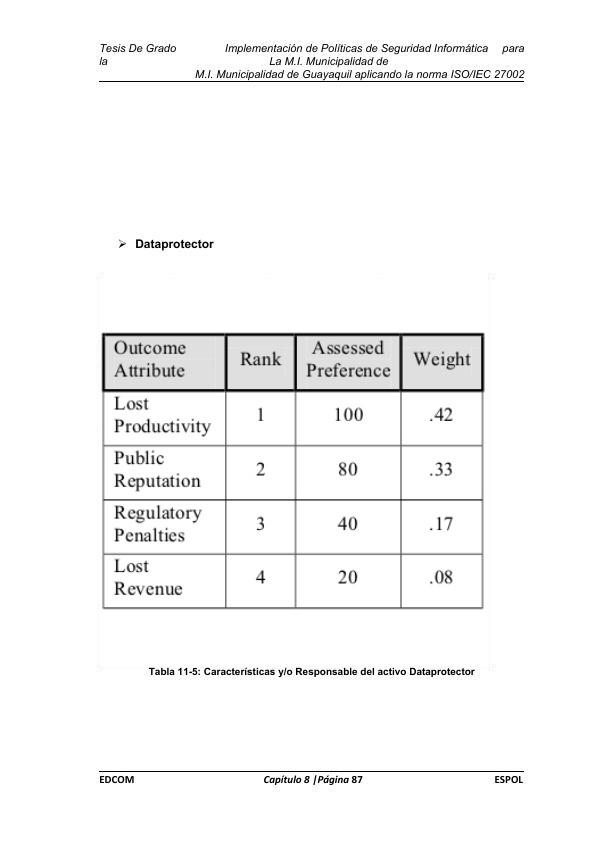 Tesis De Grado Implementación de Políticas de Seguridad Informática para
la La M.I. Municipalidad de
M.I. Municipalidad de Guayaquil aplicando la norma ISO/IEC 27002
➢ Dataprotector
Outcome Attribute Rank Assessed Preference Weight
Lost Productivity 1 100 .42
Public Reputation 2 80 .33
Regulatory Penalties 3 40 .17
Lost Revenue 4 20 .08
Tabla 11-5: Características y/o Responsable del activo Dataprotector
EDCOM Capítulo 8 |Página 87 ESPOL